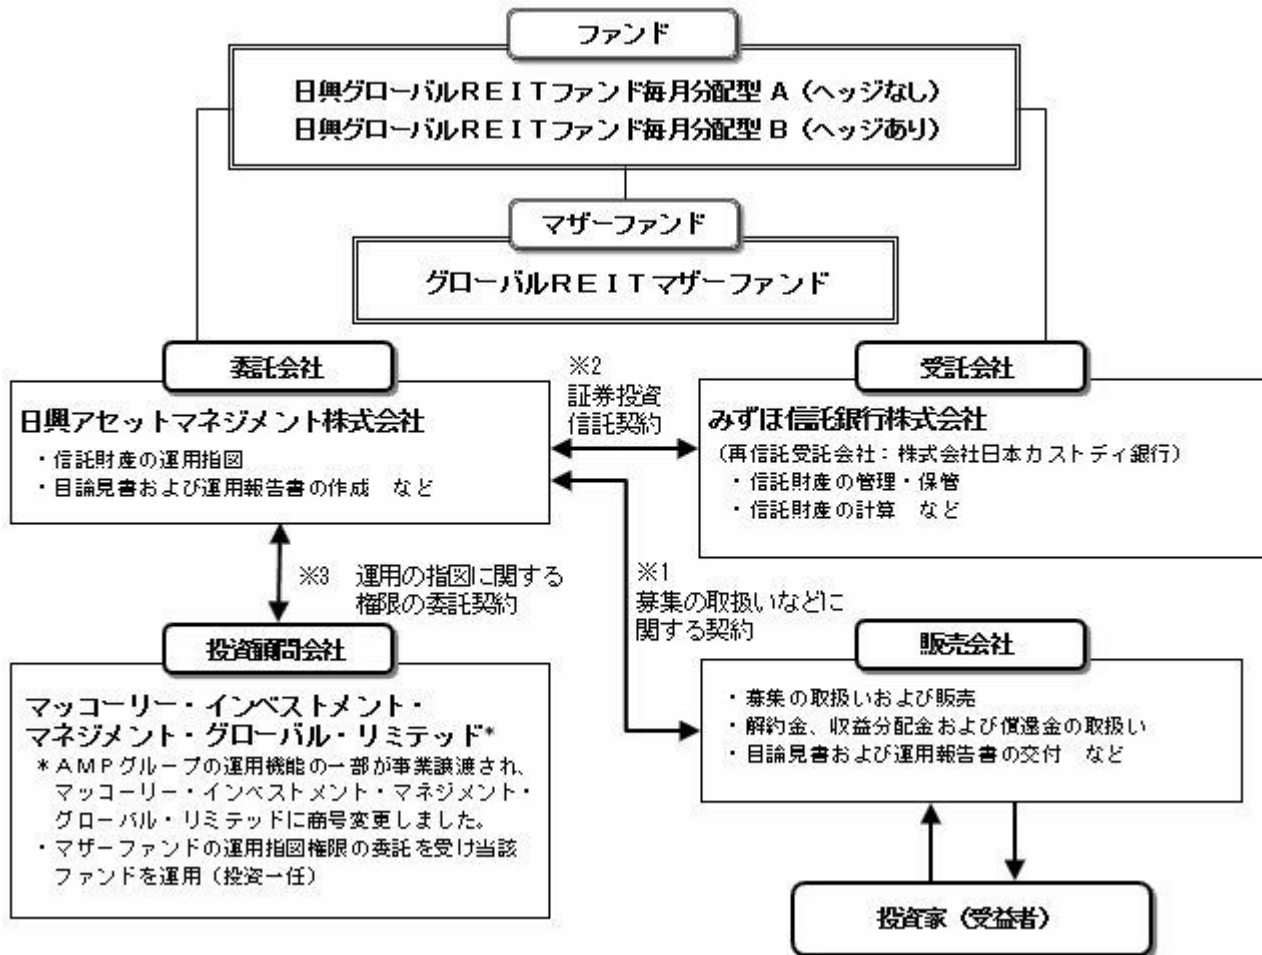 ファンド
日興グローバルREITファンド毎月分配型 A（ヘッジなし）
日興グローバルREITファンド毎月分配型 B（ヘッジあり）
マザーファンド
グローバルREITマザーファンド
委託会社
日興アセットマネジメント株式会社
・信託財産の運用指図
・目論見書および運用報告書の作成　など
※2
証券投資
信託契約
受託会社
みずほ信託銀行株式会社
（再信託受託会社：株式会社日本カストディ銀行）
・信託財産の管理・保管
・信託財産の計算　など
※3　運用の指図に関する
権限の委託契約
※1
募集の取扱いなどに
関する契約
投資顧問会社
マッコーリー・インベストメント・
マネジメント・グローバル・リミテッド*
＊AMPグループの運用機能の一部が事業譲渡され、
マッコーリー・インベストメント・マネジメント・
グローバル・リミテッドに商号変更しました。
・マザーファンドの運用指図権限の委託を受け当該
ファンドを運用（投資一任）
販売会社
・募集の取扱いおよび販売
・解約金、収益分配金および償還金の取扱い
・目論見書および運用報告書の交付　など
投資家（受益者）